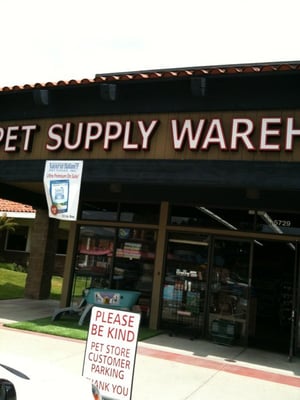 PET SUPPLY WAREH
5729
PLEASE
BE KIND
PET STORE
CUSTOMER
PARKING
THANK YOU